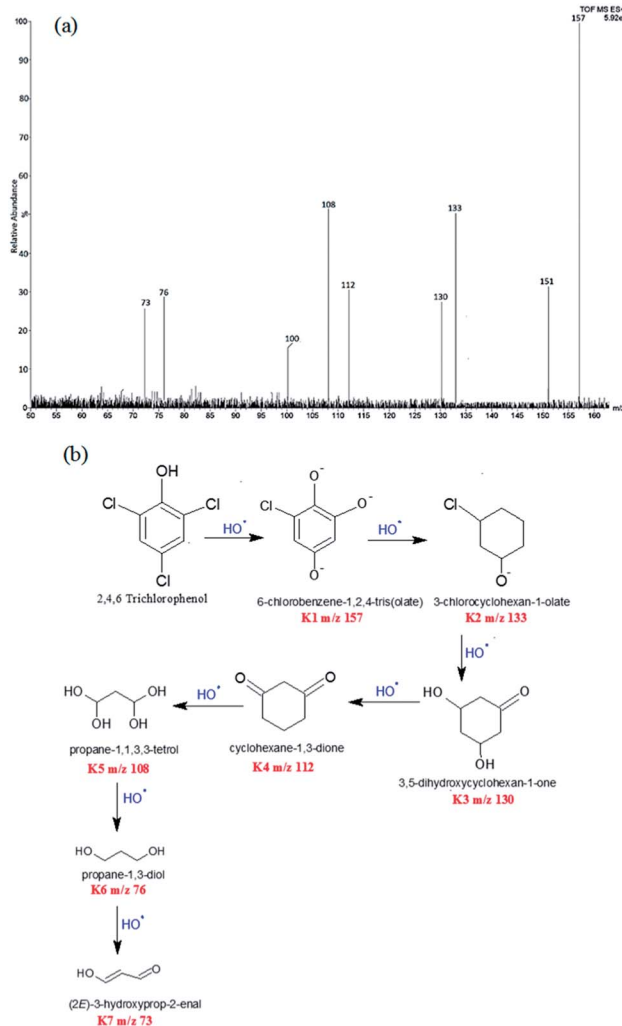 (a)
TOF MS ES+
5.92e
157
100
90
80
70
60
%
50
40
30
20
10
0
Relative Abundance
108
133
151
112
76
130
73
100
50 55 60 65 70 75 80 85 90 95 100 105 110 115 120 125 130 135 140 145 150 155 160 m/z
(b)
OH
Cl
Cl
Cl
2,4,6 Trichlorophenol
HO•
O⁻
Cl
O⁻
O⁻
6-chlorobenzene-1,2,4-tris(olate)
K1 m/z 157
HO•
Cl
O⁻
3-chlorocyclohexan-1-olate
K2 m/z 133
HO•
HO
O
OH
3,5-dihydroxycyclohexan-1-one
K3 m/z 130
HO•
O
O
cyclohexane-1,3-dione
K4 m/z 112
HO•
HO
OH
OH
OH
propane-1,1,3,3-tetrol
K5 m/z 108
HO•
HO
OH
propane-1,3-diol
K6 m/z 76
HO•
HO
O
(2E)-3-hydroxyprop-2-enal
K7 m/z 73